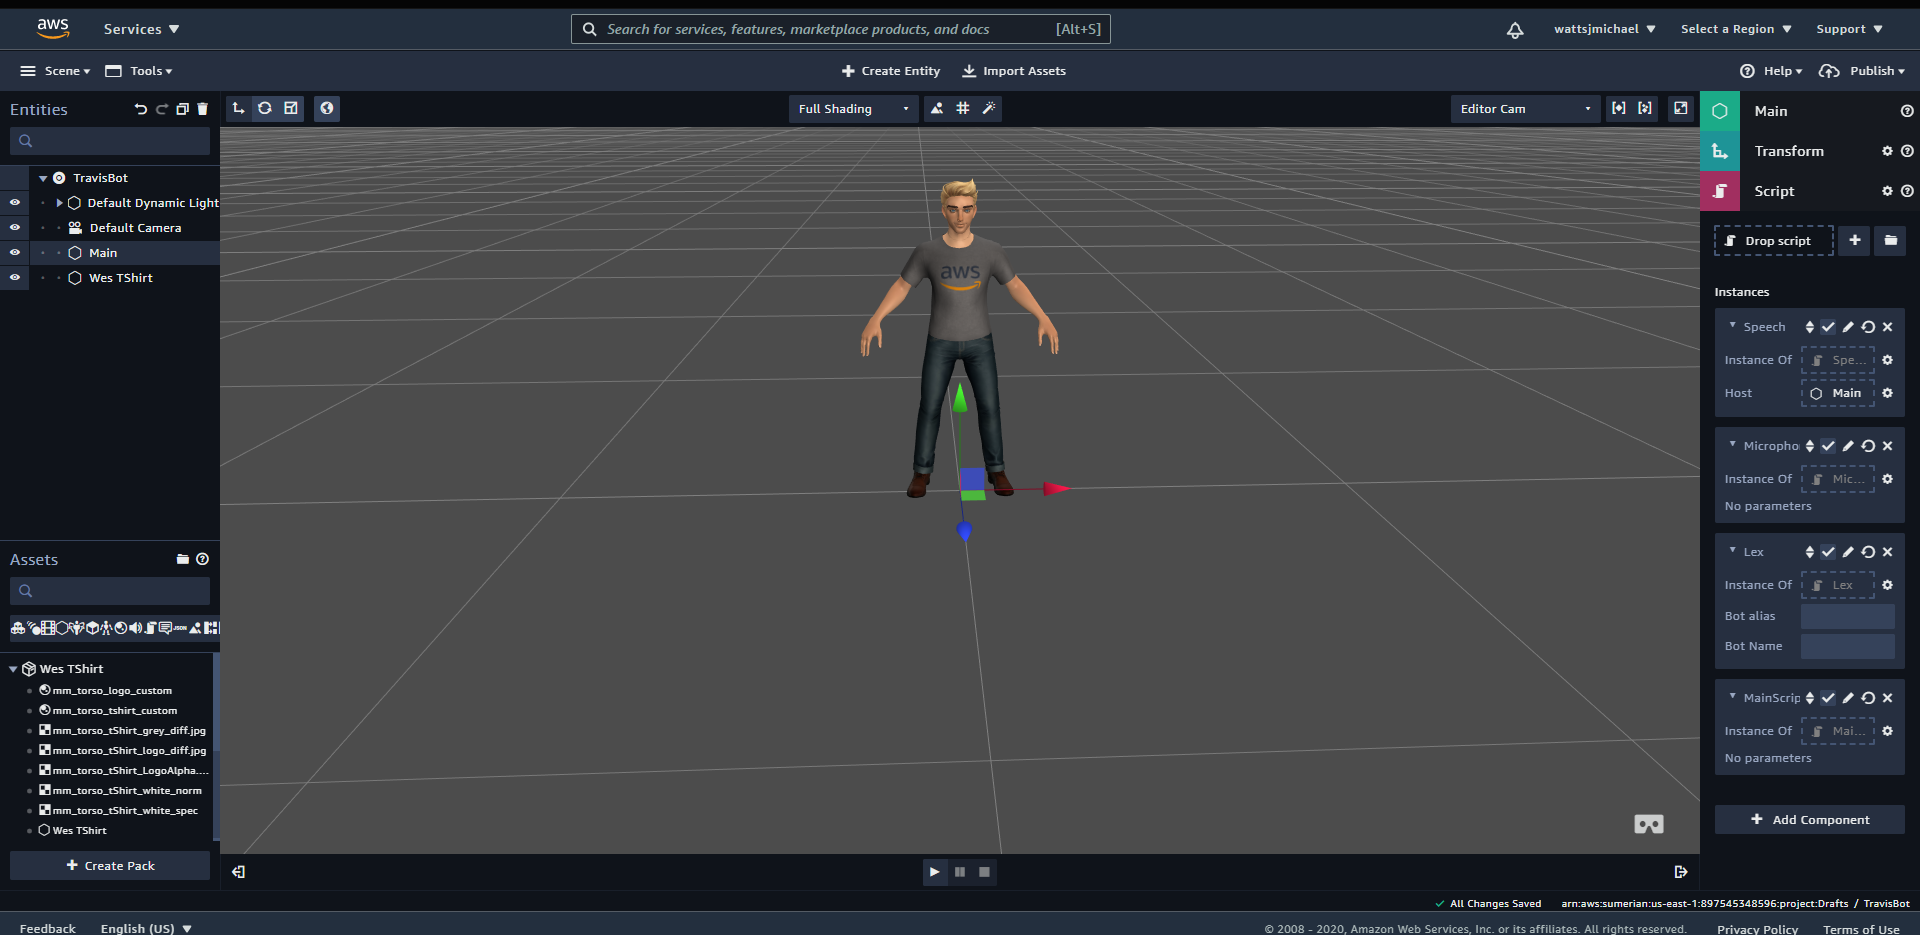 aws
Services
Search for services, features, marketplace products, and docs
[Alt+S]
wattsjmichael
Select a Region
Support
Scene
Tools
Create Entity
Import Assets
Help
Publish
Entities
Full Shading
Editor Cam
Main
Transform
Script
TravisBot
Default Dynamic Light
Default Camera
Main
Wes TShirt
aws
Drop script
Instances
Speech
Instance Of
Spe...
Host
Main
Micropho
Instance Of
Mic...
No parameters
Lex
Instance Of
Lex
Bot alias
Bot Name
MainScrip
Instance Of
Mai...
No parameters
Add Component
Assets
JSON
Wes TShirt
mm_torso_logo_custom
mm_torso_tshirt_custom
mm_torso_tShirt_grey_diff.jpg
mm_torso_tShirt_logo_diff.jpg
mm_torso_tShirt_LogoAlpha....
mm_torso_tShirt_white_norm
mm_torso_tShirt_white_spec
Wes TShirt
Create Pack
All Changes Saved
arn:aws:sumerian:us-east-1:897545348596:project:Drafts / TravisBot
Feedback
English (US)
© 2008 - 2020, Amazon Web Services, Inc. or its affiliates. All rights reserved.
Privacy Policy
Terms of Use